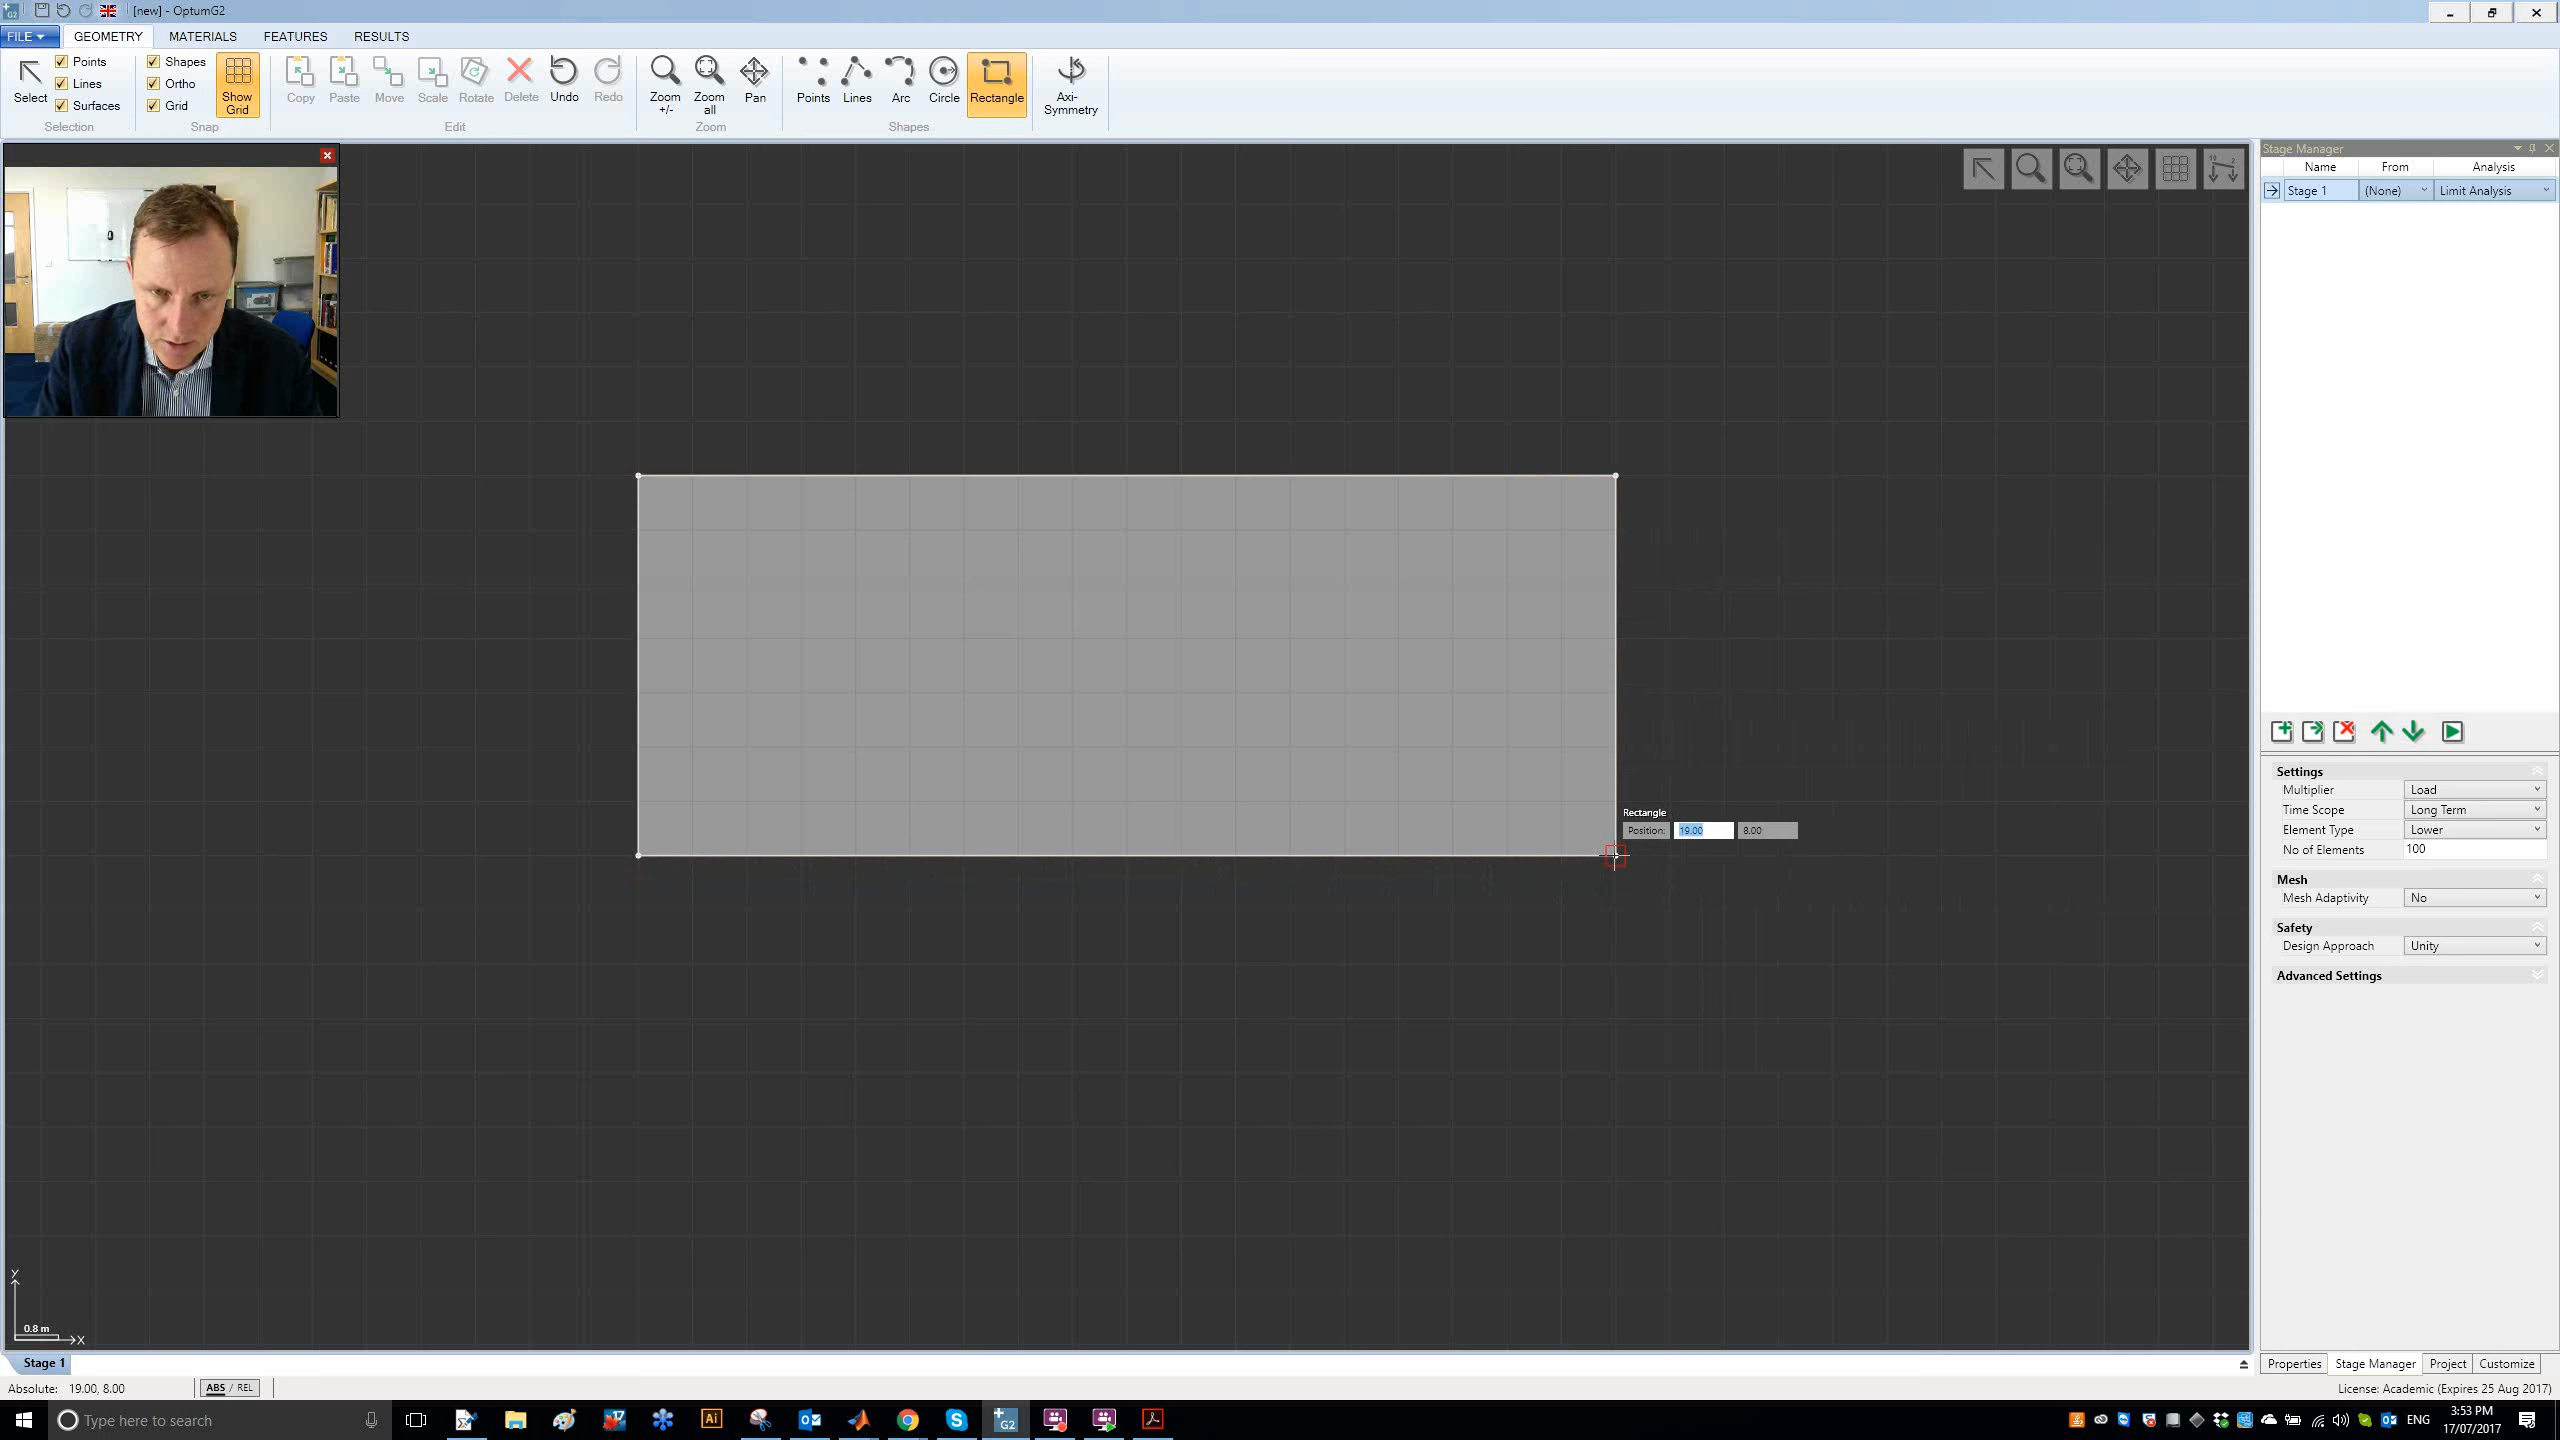 [new] - OptumG2
FILE GEOMETRY MATERIALS FEATURES RESULTS
Select
Points
Lines
Surfaces
Selection
Shapes
Ortho
Grid
Show Grid
Snap
Copy Paste Move Scale Rotate Delete Undo Redo
Edit
Zoom +/- Zoom all Pan
Zoom
Points Lines Arc Circle Rectangle
Shapes
Axi-Symmetry
Stage Manager
Name From Analysis
Stage 1 (None) Limit Analysis
Rectangle
Position: 19.00 8.00
Settings
Multiplier Load
Time Scope Long Term
Element Type Lower
No of Elements 100
Mesh
Mesh Adaptivity No
Safety
Design Approach Unity
Advanced Settings
Y
0.8 m
X
Stage 1
Properties Stage Manager Project Customize
Absolute: 19.00, 8.00 ABS / REL
License: Academic (Expires 25 Aug 2017)
Type here to search
Ai
G2
ENG
3:53 PM
17/07/2017